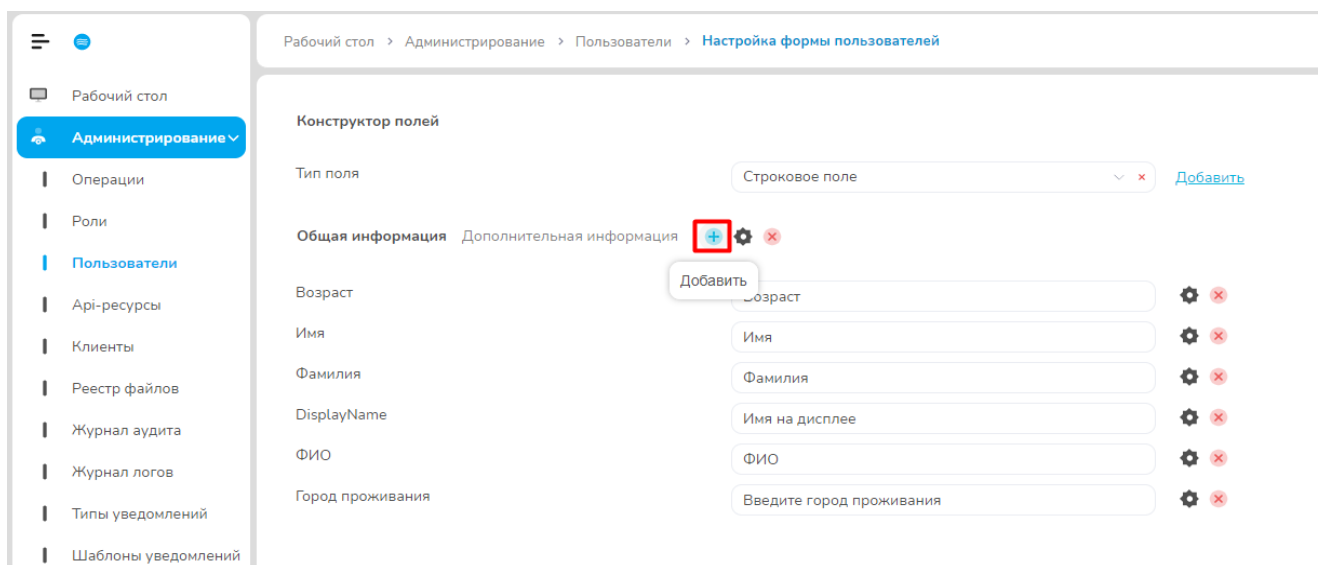 Рабочий стол > Администрирование > Пользователи > Настройка формы пользователей
Рабочий стол
Администрирование
Операции
Роли
Пользователи
Api-ресурсы
Клиенты
Реестр файлов
Журнал аудита
Журнал логов
Типы уведомлений
Шаблоны уведомлений
Конструктор полей
Тип поля Строковое поле Добавить
Общая информация Дополнительная информация
Добавить
Возраст Возраст
Имя Имя
Фамилия Фамилия
DisplayName Имя на дисплее
ФИО ФИО
Город проживания Введите город проживания